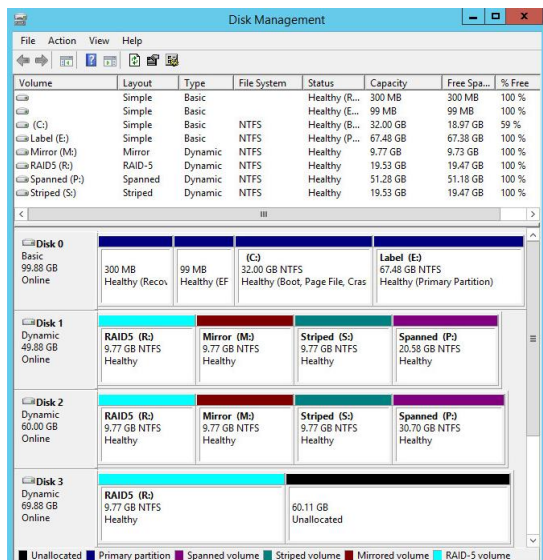 Disk Management
File Action View Help
Volume Layout Type File System Status Capacity Free Spa... % Free
Simple Basic Healthy (R... 300 MB 300 MB 100 %
Simple Basic Healthy (E... 99 MB 99 MB 100 %
(C:) Simple Basic NTFS Healthy (B... 32.00 GB 18.97 GB 59 %
Label (E:) Simple Basic NTFS Healthy (P... 67.48 GB 67.38 GB 100 %
Mirror (M:) Mirror Dynamic NTFS Healthy 9.77 GB 9.73 GB 100 %
RAID5 (R:) RAID-5 Dynamic NTFS Healthy 19.53 GB 19.47 GB 100 %
Spanned (P:) Spanned Dynamic NTFS Healthy 51.28 GB 51.18 GB 100 %
Striped (S:) Striped Dynamic NTFS Healthy 19.53 GB 19.47 GB 100 %
Disk 0
Basic
99.88 GB
Online
300 MB
Healthy (Recov
99 MB
Healthy (EF
(C:)
32.00 GB NTFS
Healthy (Boot, Page File, Cras
Label (E:)
67.48 GB NTFS
Healthy (Primary Partition)
Disk 1
Dynamic
49.88 GB
Online
RAID5 (R:)
9.77 GB NTFS
Healthy
Mirror (M:)
9.77 GB NTFS
Healthy
Striped (S:)
9.77 GB NTFS
Healthy
Spanned (P:)
20.58 GB NTFS
Healthy
Disk 2
Dynamic
60.00 GB
Online
RAID5 (R:)
9.77 GB NTFS
Healthy
Mirror (M:)
9.77 GB NTFS
Healthy
Striped (S:)
9.77 GB NTFS
Healthy
Spanned (P:)
30.70 GB NTFS
Healthy
Disk 3
Dynamic
69.88 GB
Online
RAID5 (R:)
9.77 GB NTFS
Healthy
60.11 GB
Unallocated
Unallocated Primary partition Spanned volume Striped volume Mirrored volume RAID-5 volume